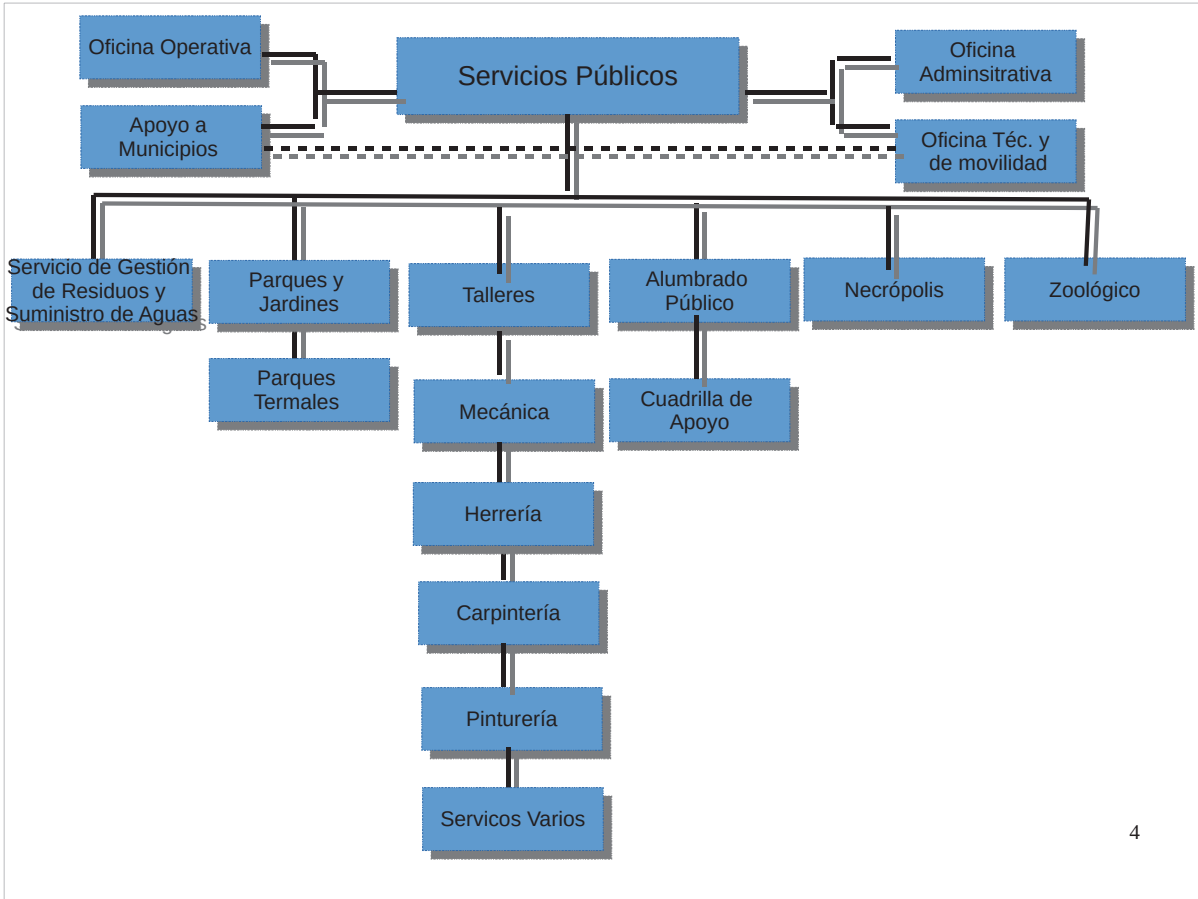 Oficina Operativa
Servicios Públicos
Oficina
Adminsitrativa
Apoyo a
Municipios
Oficina Téc. y
de movilidad
Servicio de Gestión
de Residuos y
Suministro de Aguas
Parques y
Jardines
Talleres
Alumbrado
Público
Necrópolis
Zoológico
Parques
Termales
Mecánica
Cuadrilla de
Apoyo
Herrería
Carpintería
Pinturería
Servicos Varios
4